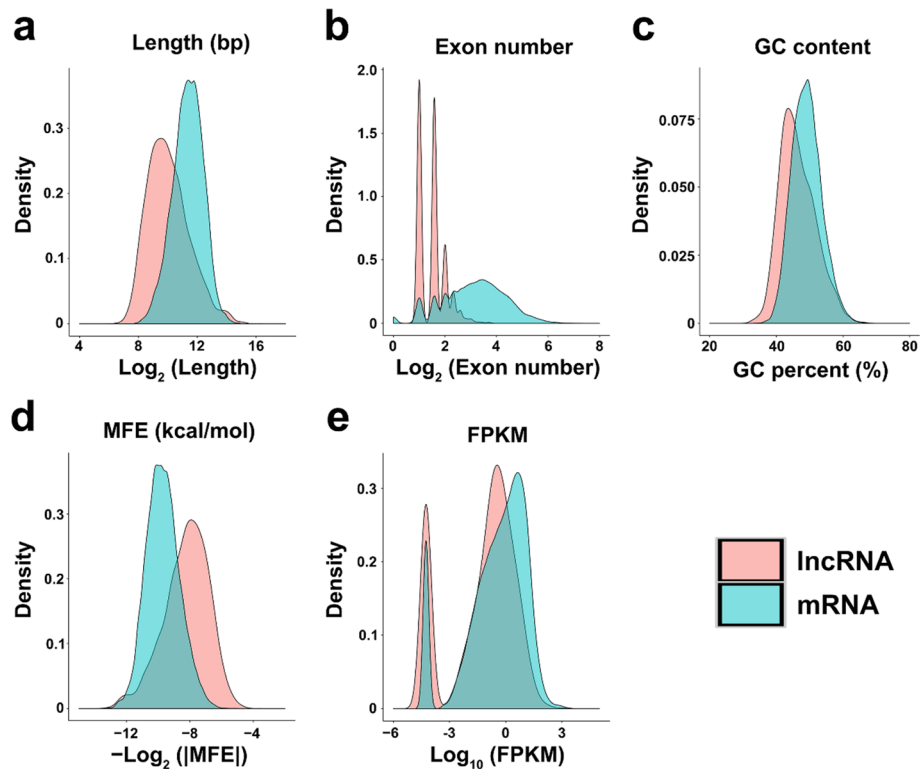 a
Length (bp)
Density
0.3
0.2
0.1
0
4
8
12
16
Log₂ (Length)
b
Exon number
Density
2.0
1.5
1.0
0.5
0
0
2
4
6
8
Log₂ (Exon number)
c
GC content
Density
0.075
0.050
0.025
0
20
40
60
80
GC percent (%)
d
MFE (kcal/mol)
Density
0.3
0.2
0.1
0
−12
−8
−4
−Log₂ (|MFE|)
e
FPKM
Density
0.3
0.2
0.1
0
−6
-3
0
3
Log₁₀ (FPKM)
lncRNA
mRNA